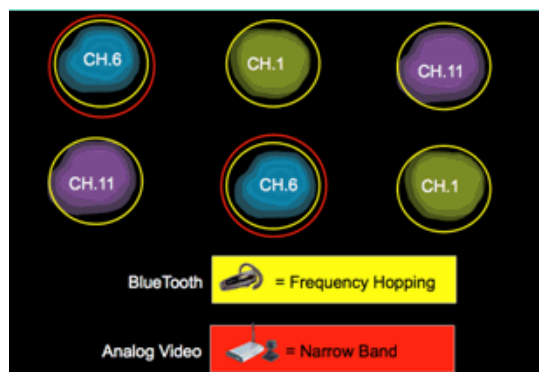 CH.6
CH.1
CH.11
CH.11
CH.6
CH.1
BlueTooth = Frequency Hopping
Analog Video = Narrow Band